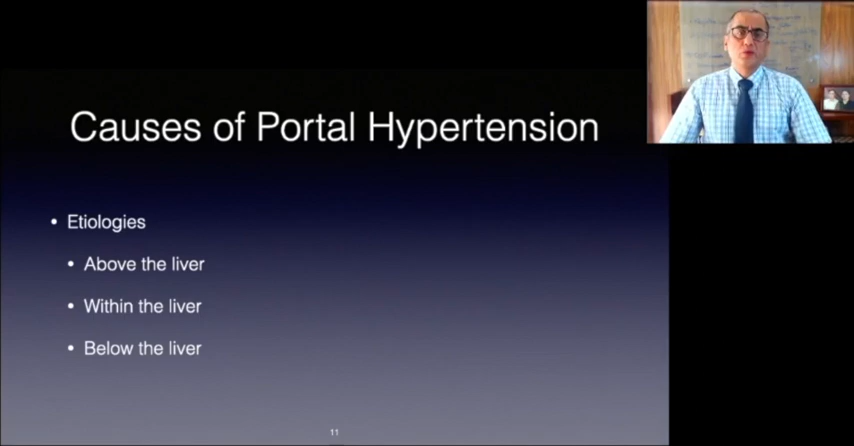 Causes of Portal Hypertension
• Etiologies
• Above the liver
• Within the liver
• Below the liver
11